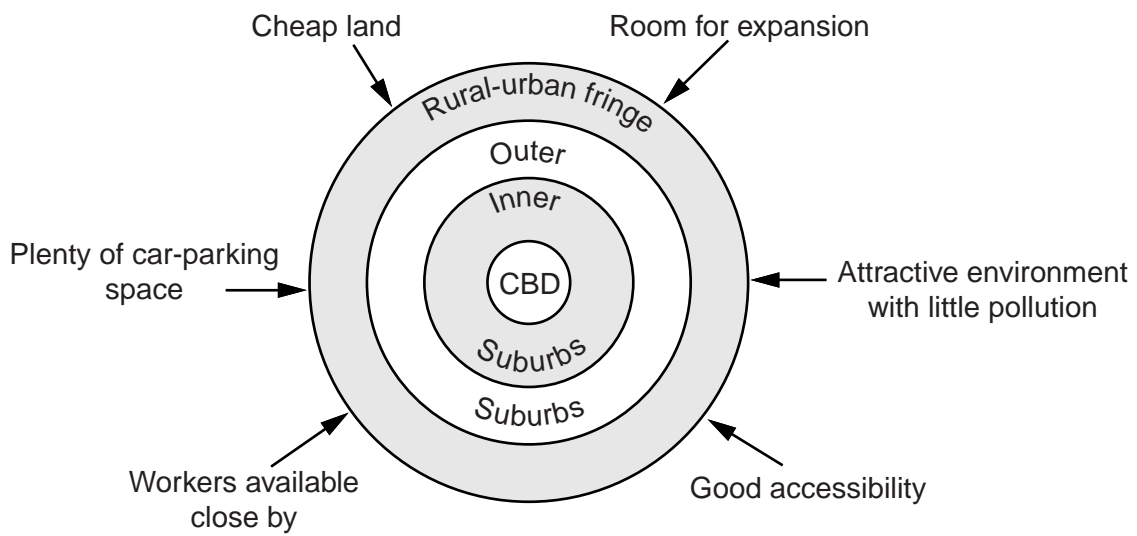 Cheap land
Room for expansion
Rural-urban fringe
Outer
Inner
Plenty of car-parking
space
CBD
Attractive environment
with little pollution
Suburbs
Suburbs
Workers available
close by
Good accessibility